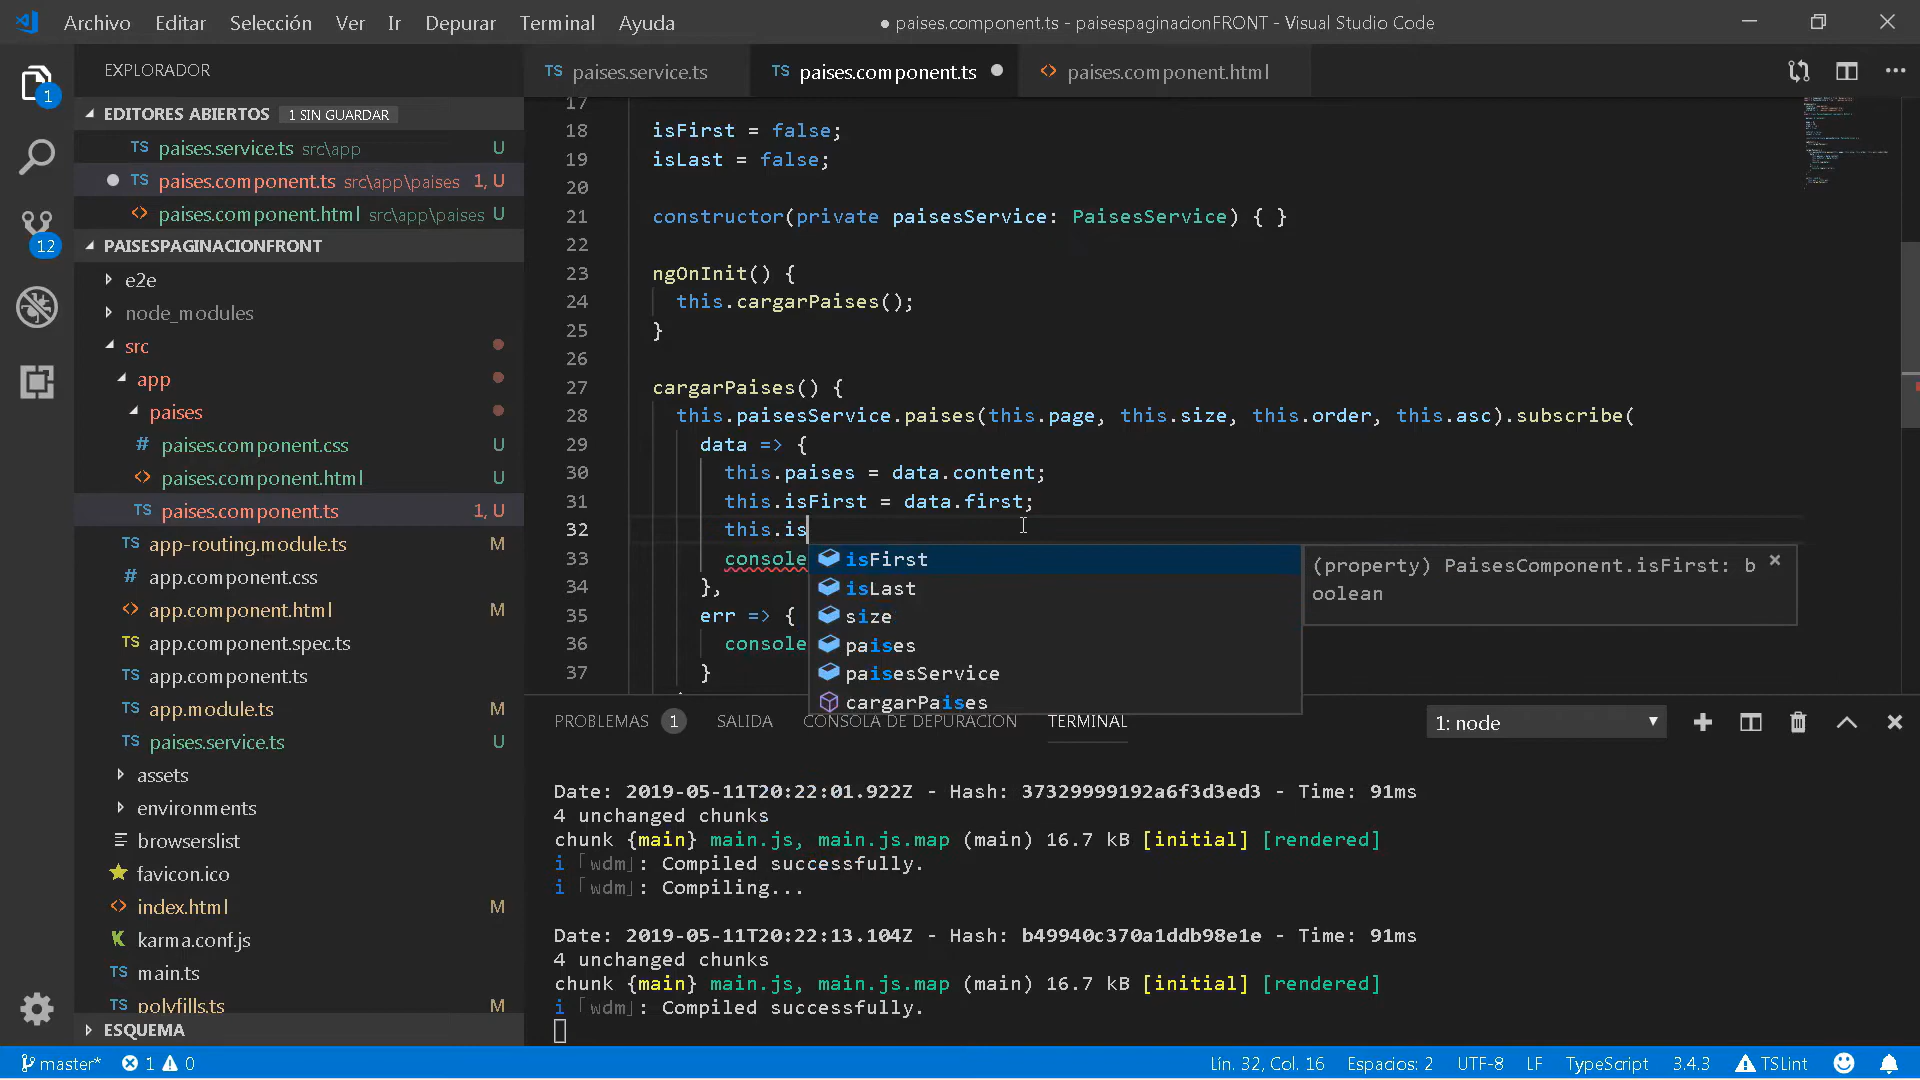 Archivo Editar Selección Ver Ir Depurar Terminal Ayuda
● paises.component.ts - paisespaginacionFRONT - Visual Studio Code
EXPLORADOR
EDITORES ABIERTOS 1 SIN GUARDAR
TS paises.service.ts src\app U
TS paises.component.ts src\app\paises 1, U
<> paises.component.html src\app\paises U
PAISESPAGINACIONFRONT
e2e
node_modules
src
app
paises
# paises.component.css U
<> paises.component.html U
TS paises.component.ts 1, U
TS app-routing.module.ts M
# app.component.css
<> app.component.html M
TS app.component.spec.ts
TS app.component.ts
TS app.module.ts M
TS paises.service.ts U
assets
environments
browserslist
favicon.ico
<> index.html M
karma.conf.js
TS main.ts
TS polyfills.ts M
ESQUEMA
1
12
TS paises.service.ts
TS paises.component.ts ●
<> paises.component.html
17
18 isFirst = false;
19 isLast = false;
20
21 constructor(private paisesService: PaisesService) { }
22
23 ngOnInit() {
24 this.cargarPaises();
25 }
26
27 cargarPaises() {
28 this.paisesService.paises(this.page, this.size, this.order, this.asc).subscribe(
29 data => {
30 this.paises = data.content;
31 this.isFirst = data.first;
32 this.is
33 console
34 },
35 err => {
36 console
37 }
isFirst
isLast
size
paises
paisesService
cargarPaises
(property) PaisesComponent.isFirst: b
oolean
PROBLEMAS 1 SALIDA CONSOLA DE DEPURACIÓN TERMINAL 1: node
Date: 2019-05-11T20:22:01.922Z - Hash: 37329999192a6f3d3ed3 - Time: 91ms
4 unchanged chunks
chunk {main} main.js, main.js.map (main) 16.7 kB [initial] [rendered]
i ｢wdm｣: Compiled successfully.
i ｢wdm｣: Compiling...
Date: 2019-05-11T20:22:13.104Z - Hash: b49940c370a1ddb98e1e - Time: 91ms
4 unchanged chunks
chunk {main} main.js, main.js.map (main) 16.7 kB [initial] [rendered]
i ｢wdm｣: Compiled successfully.
master* 1 0
Lín. 32, Col. 16 Espacios: 2 UTF-8 LF TypeScript 3.4.3 TSLint